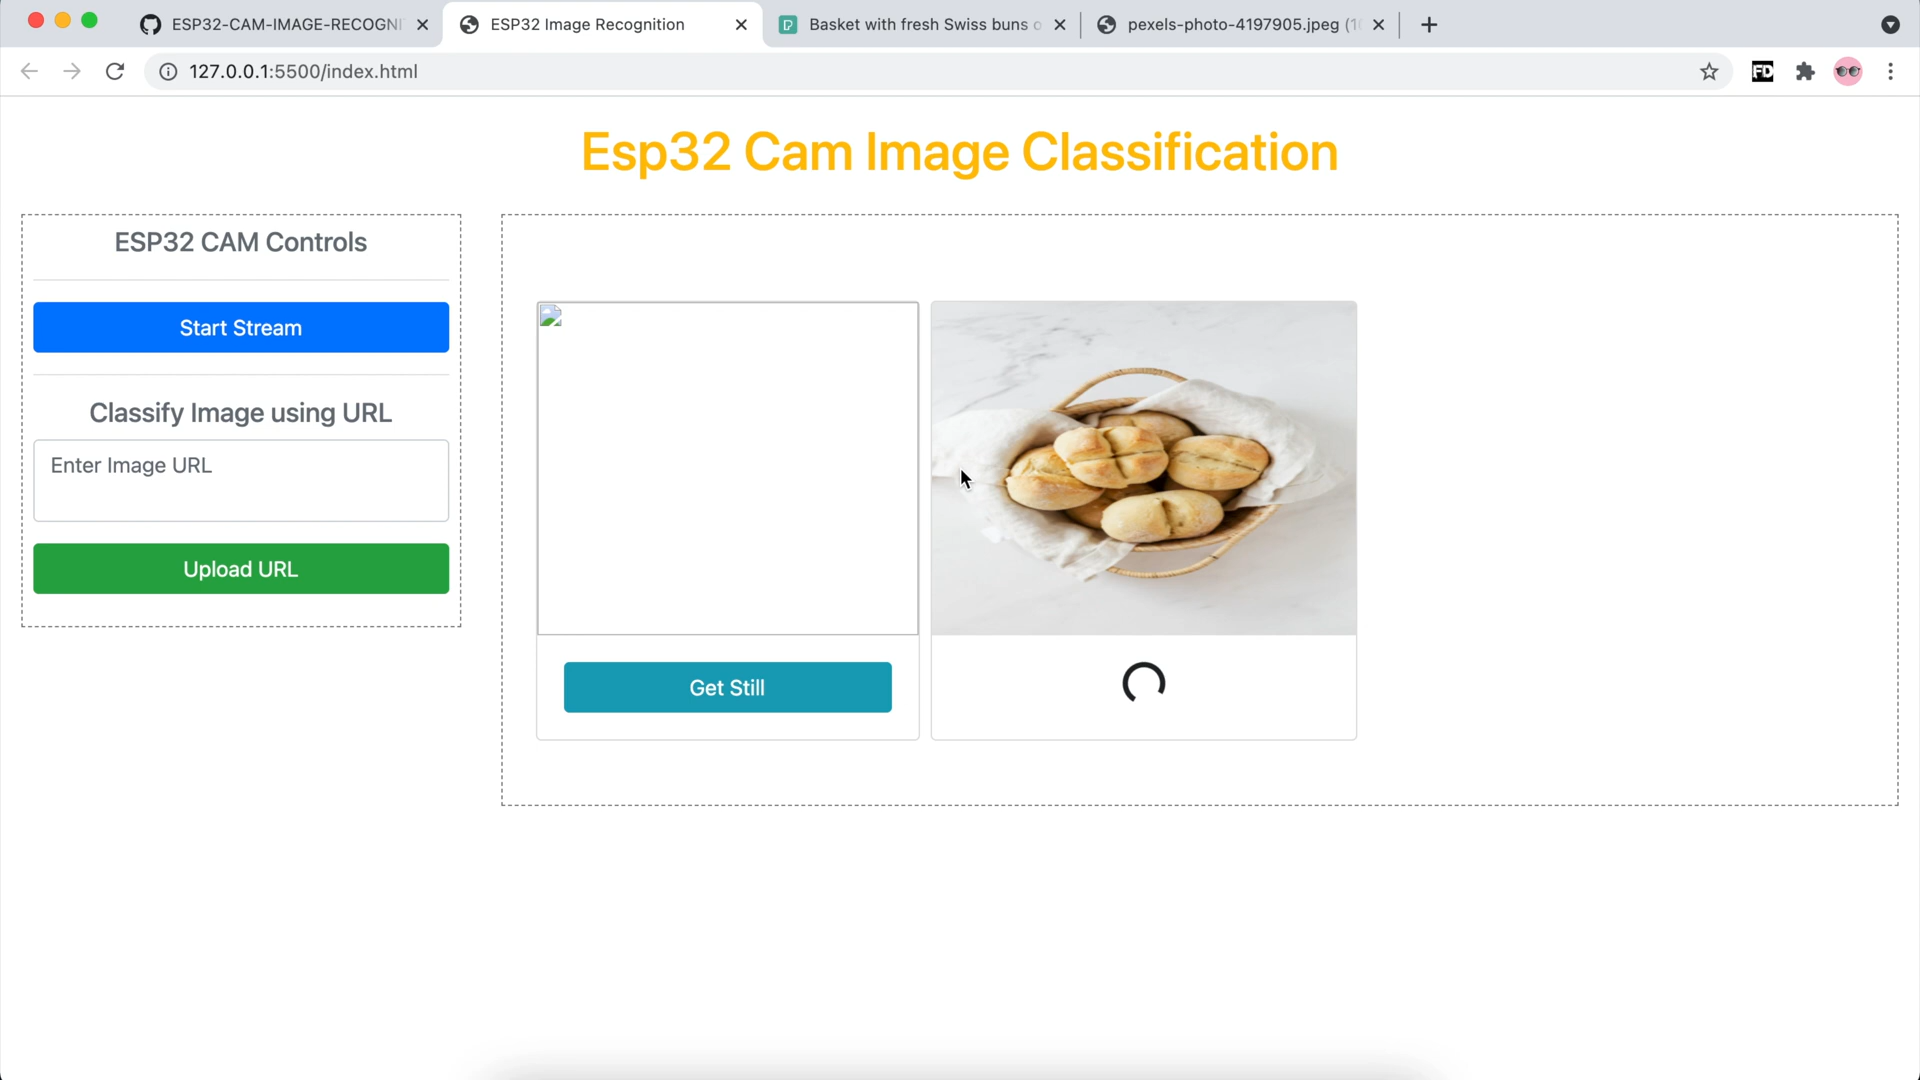 ESP32-CAM-IMAGE-RECOGNI
ESP32 Image Recognition
Basket with fresh Swiss buns o
pexels-photo-4197905.jpeg (1
127.0.0.1:5500/index.html
FD
Esp32 Cam Image Classification
ESP32 CAM Controls
Start Stream
Classify Image using URL
Enter Image URL
Upload URL
Get Still